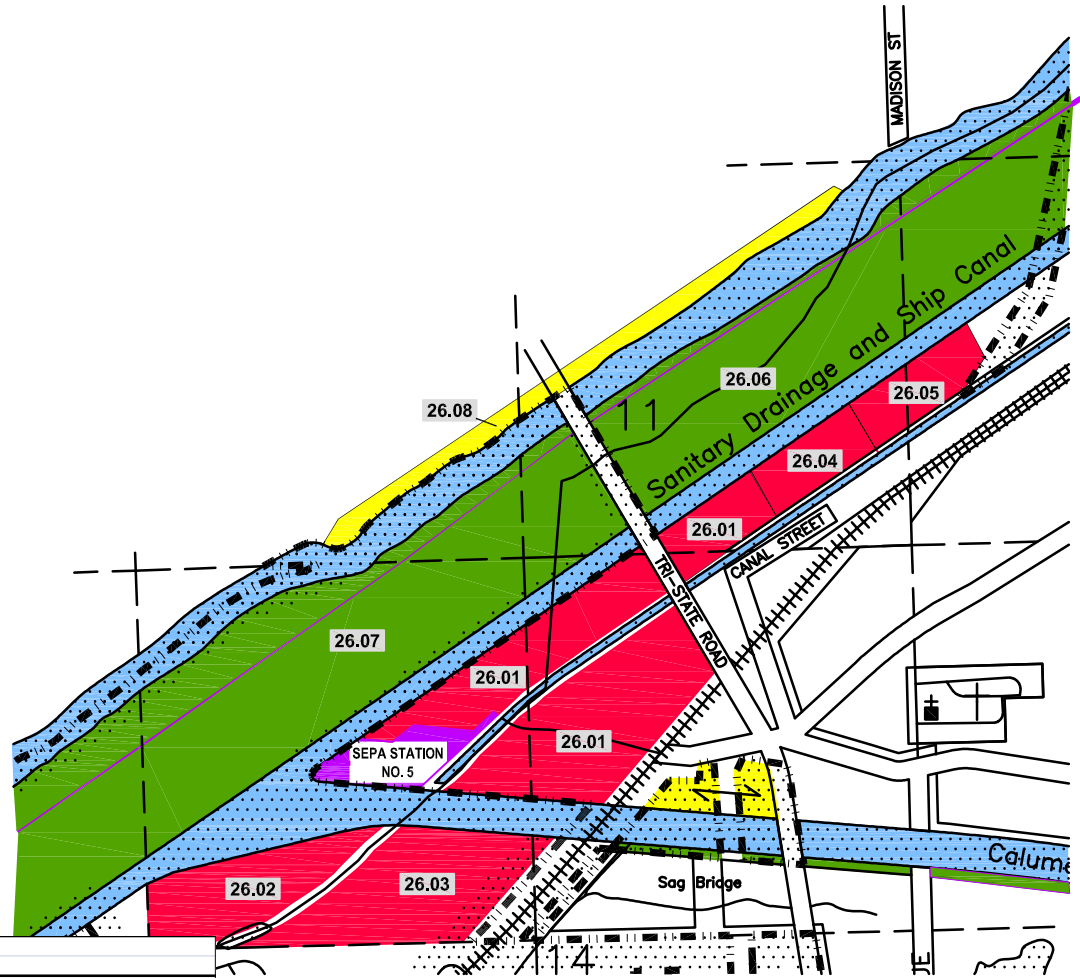 MADISON ST
Sanitary Drainage and Ship Canal
26.06
26.05
26.08
11
26.04
26.01
CANAL STREET
TRI-STATE ROAD
26.07
26.01
26.01
SEPA STATION
NO. 5
26.02
26.03
Sag Bridge
14